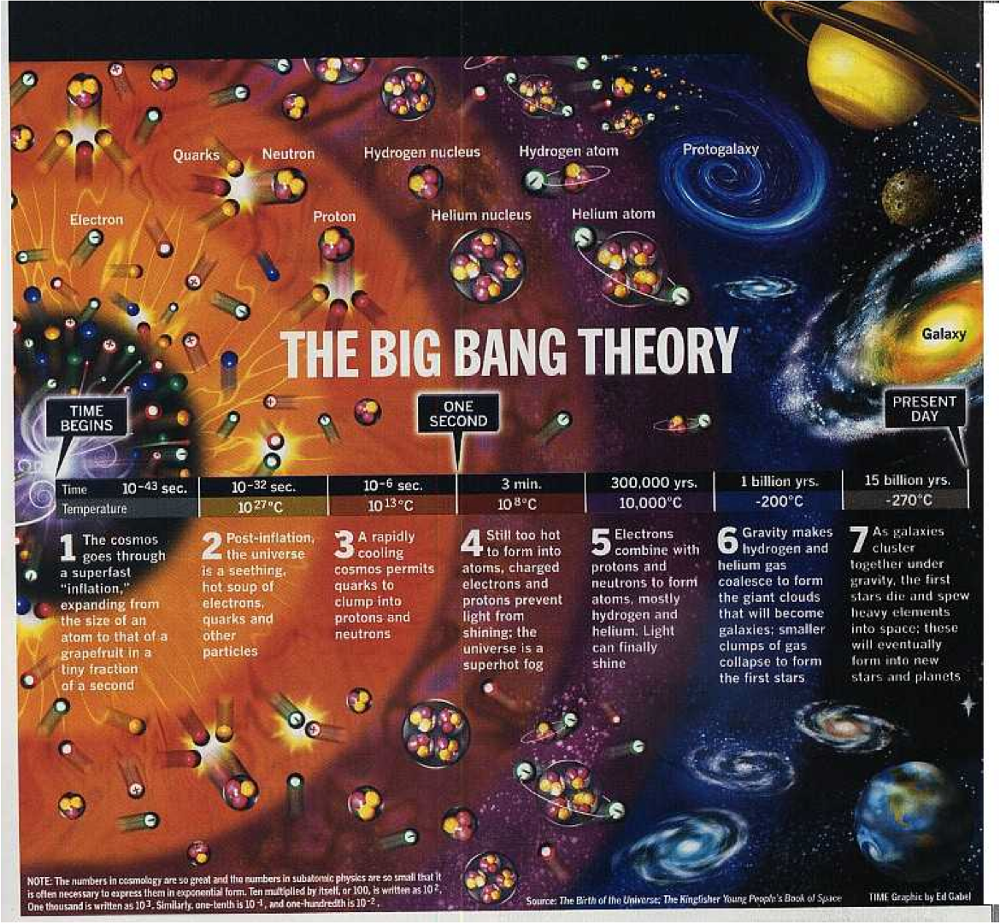 Quarks
Neutron
Hydrogen nucleus
Hydrogen atom
Protogalaxy
Electron
Proton
Helium nucleus
Helium atom
Galaxy
THE BIG BANG THEORY
TIME
BEGINS
ONE
SECOND
PRESENT
DAY
Time 10⁻⁴³ sec. 10⁻³² sec. 10⁻⁶ sec. 3 min. 300,000 yrs. 1 billion yrs. 15 billion yrs.
Temperature 10²⁷°C 10¹³°C 10⁸°C 10,000°C -200°C -270°C
1 The cosmos
goes through
a superfast
"inflation,"
expanding from
the size of an
atom to that of a
grapefruit in a
tiny fraction
of a second
2 Post-inflation,
the universe
is a seething,
hot soup of
electrons,
quarks and
other
particles
3 A rapidly
cooling
cosmos permits
quarks to
clump into
protons and
neutrons
4 Still too hot
to form into
atoms, charged
electrons and
protons prevent
light from
shining; the
universe is a
superhot fog
5 Electrons
combine with
protons and
neutrons to form
atoms, mostly
hydrogen and
helium. Light
can finally
shine
6 Gravity makes
hydrogen and
helium gas
coalesce to form
the giant clouds
that will become
galaxies; smaller
clumps of gas
collapse to form
the first stars
7 As galaxies
cluster
together under
gravity, the first
stars die and spew
heavy elements
into space; these
will eventually
form into new
stars and planets
NOTE: The numbers in cosmology are so great and the numbers in subatomic physics are so small that it
is often necessary to express them in exponential form. Ten multiplied by itself, or 100, is written as 10².
One thousand is written as 10³. Similarly, one-tenth is 10⁻¹, and one-hundredth is 10⁻².
Source: The Birth of the Universe; The Kingfisher Young People's Book of Space
TIME Graphic by Ed Gabel